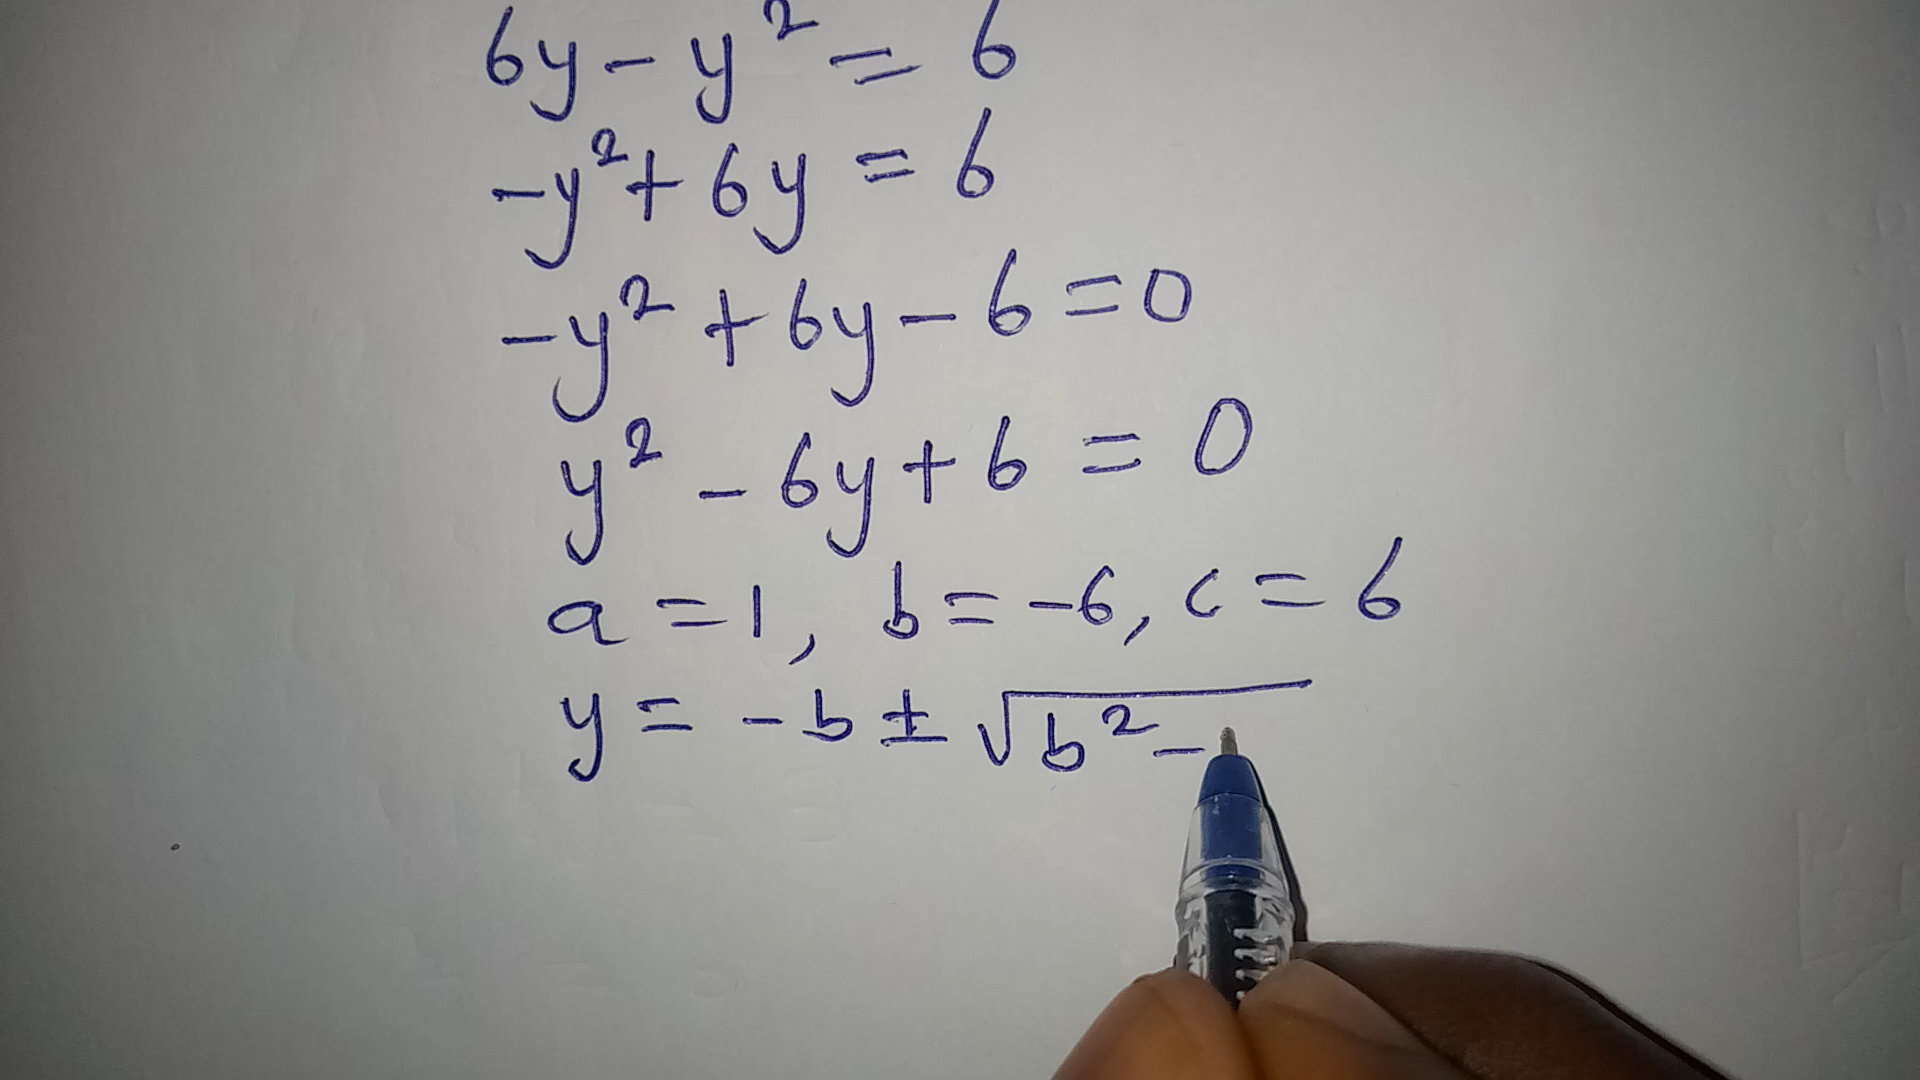 6y - y² = 6
-y² + 6y = 6
-y² + 6y - 6 = 0
y² - 6y + 6 = 0
a = 1, b = -6, c = 6
y = -b ± √b² -